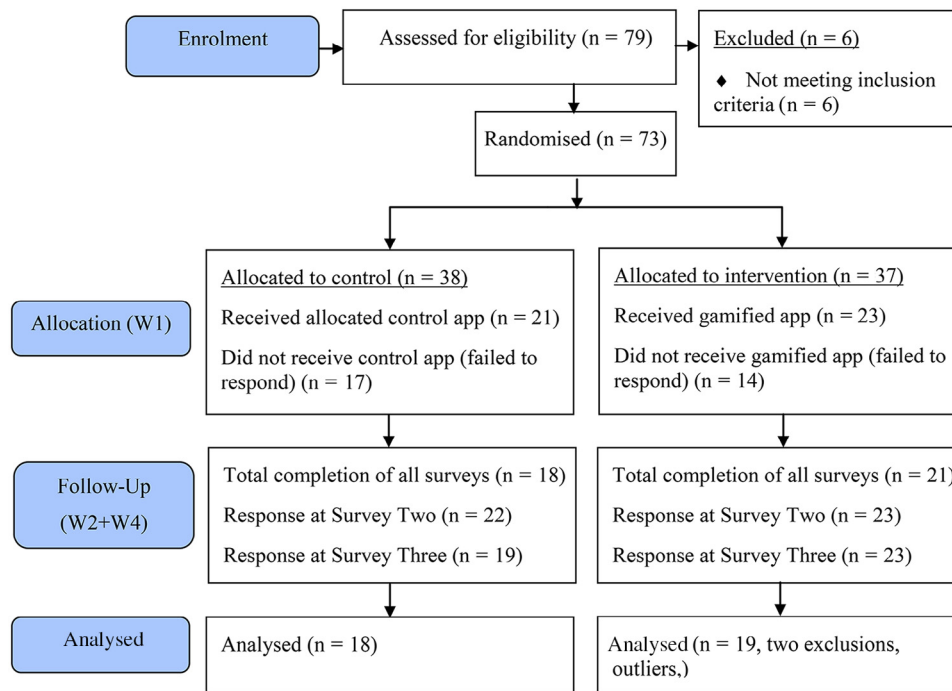 Enrolment
Assessed for eligibility (n = 79)
Excluded (n = 6)
♦ Not meeting inclusion
criteria (n = 6)
Randomised (n = 73)
Allocation (W1)
Allocated to control (n = 38)
Received allocated control app (n = 21)
Did not receive control app (failed to
respond) (n = 17)
Allocated to intervention (n = 37)
Received gamified app (n = 23)
Did not receive gamified app (failed to
respond) (n = 14)
Follow-Up
(W2+W4)
Total completion of all surveys (n = 18)
Response at Survey Two (n = 22)
Response at Survey Three (n = 19)
Total completion of all surveys (n = 21)
Response at Survey Two (n = 23)
Response at Survey Three (n = 23)
Analysed
Analysed (n = 18)
Analysed (n = 19, two exclusions,
outliers,)